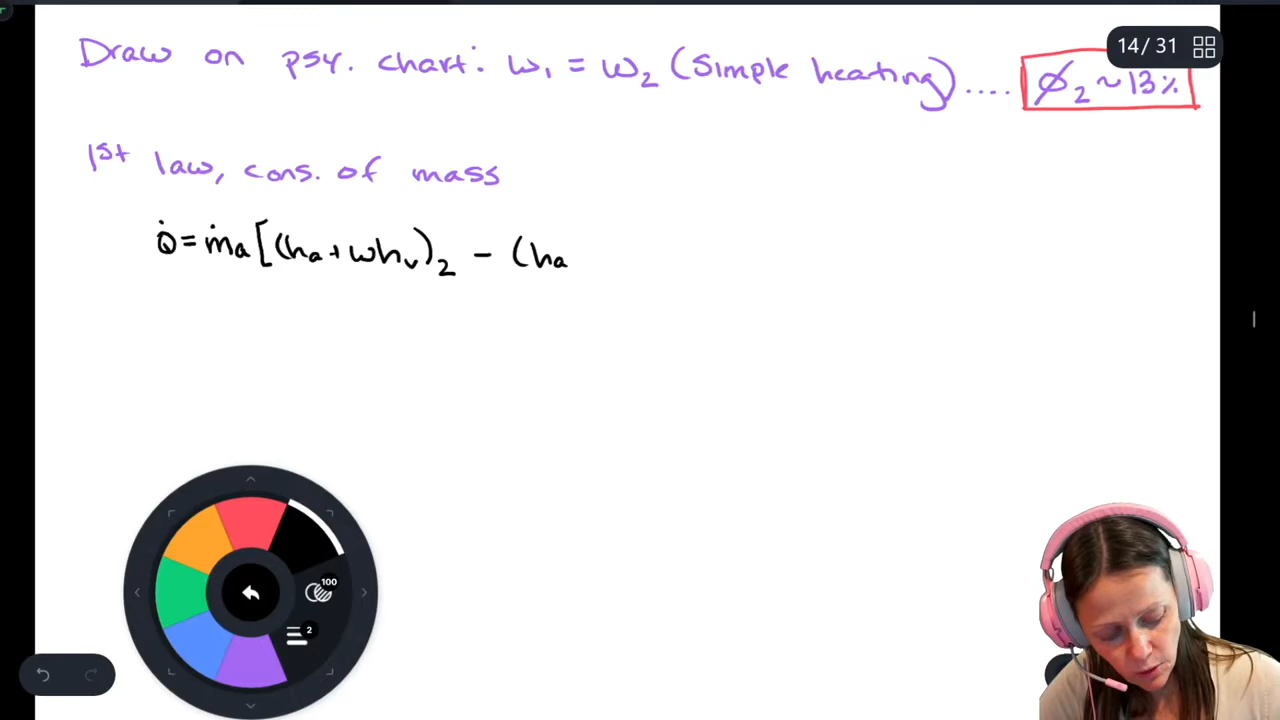 14/31
Draw on psy. chart: ω₁ = ω₂ (Simple heating).... φ₂ ~ 13%
1st law, cons. of mass
Q̇ = ṁa [(ha + ωhv)₂ - (ha
100
2